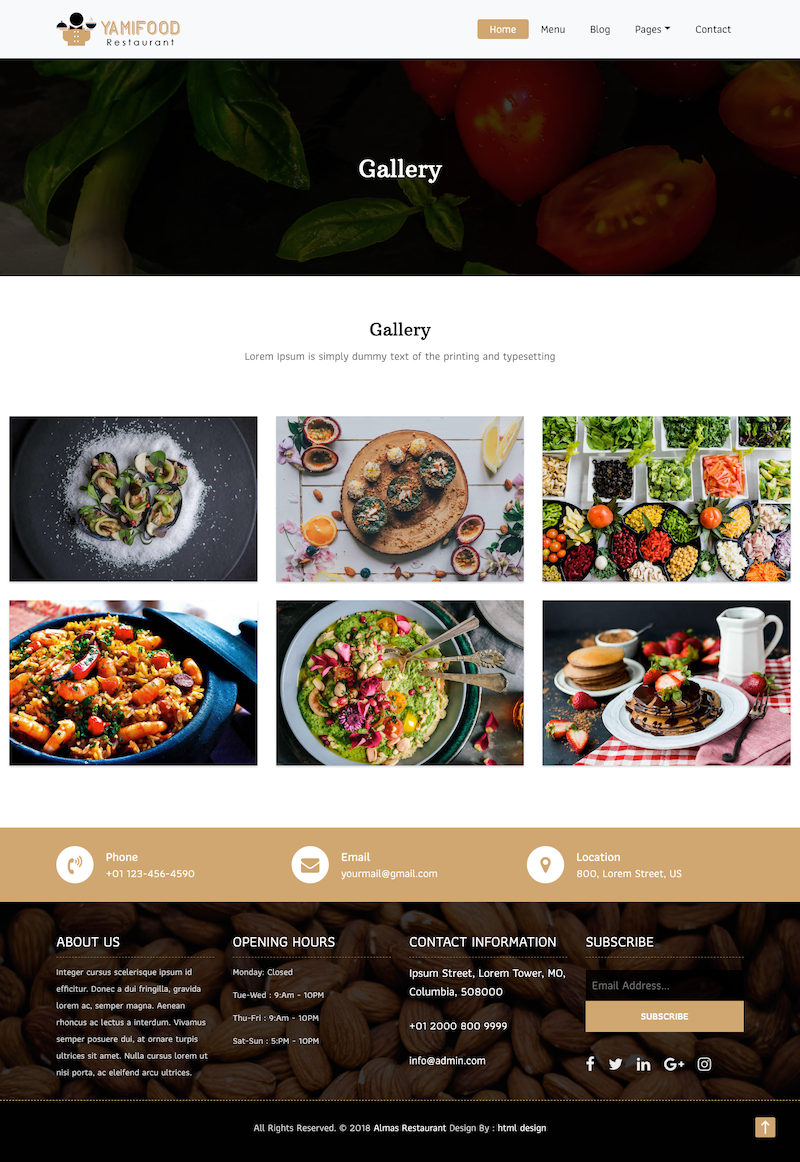 YAMIFOOD
Restaurant
Home Menu Blog Pages Contact
Gallery
Gallery
Lorem Ipsum is simply dummy text of the printing and typesetting
Phone
+01 123-456-4590
Email
yourmail@gmail.com
Location
800, Lorem Street, US
ABOUT US
Integer cursus scelerisque ipsum id
efficitur. Donec a dui fringilla, gravida
lorem ac, semper magna. Aenean
rhoncus ac lectus a interdum. Vivamus
semper posuere dui, at ornare turpis
ultrices sit amet. Nulla cursus lorem ut
nisi porta, ac eleifend arcu ultrices.
OPENING HOURS
Monday: Closed
Tue-Wed : 9:Am - 10PM
Thu-Fri : 9:Am - 10PM
Sat-Sun : 5:PM - 10PM
CONTACT INFORMATION
Ipsum Street, Lorem Tower, MO,
Columbia, 508000
+01 2000 800 9999
info@admin.com
SUBSCRIBE
Email Address...
SUBSCRIBE
All Rights Reserved. © 2018 Almas Restaurant Design By : html design